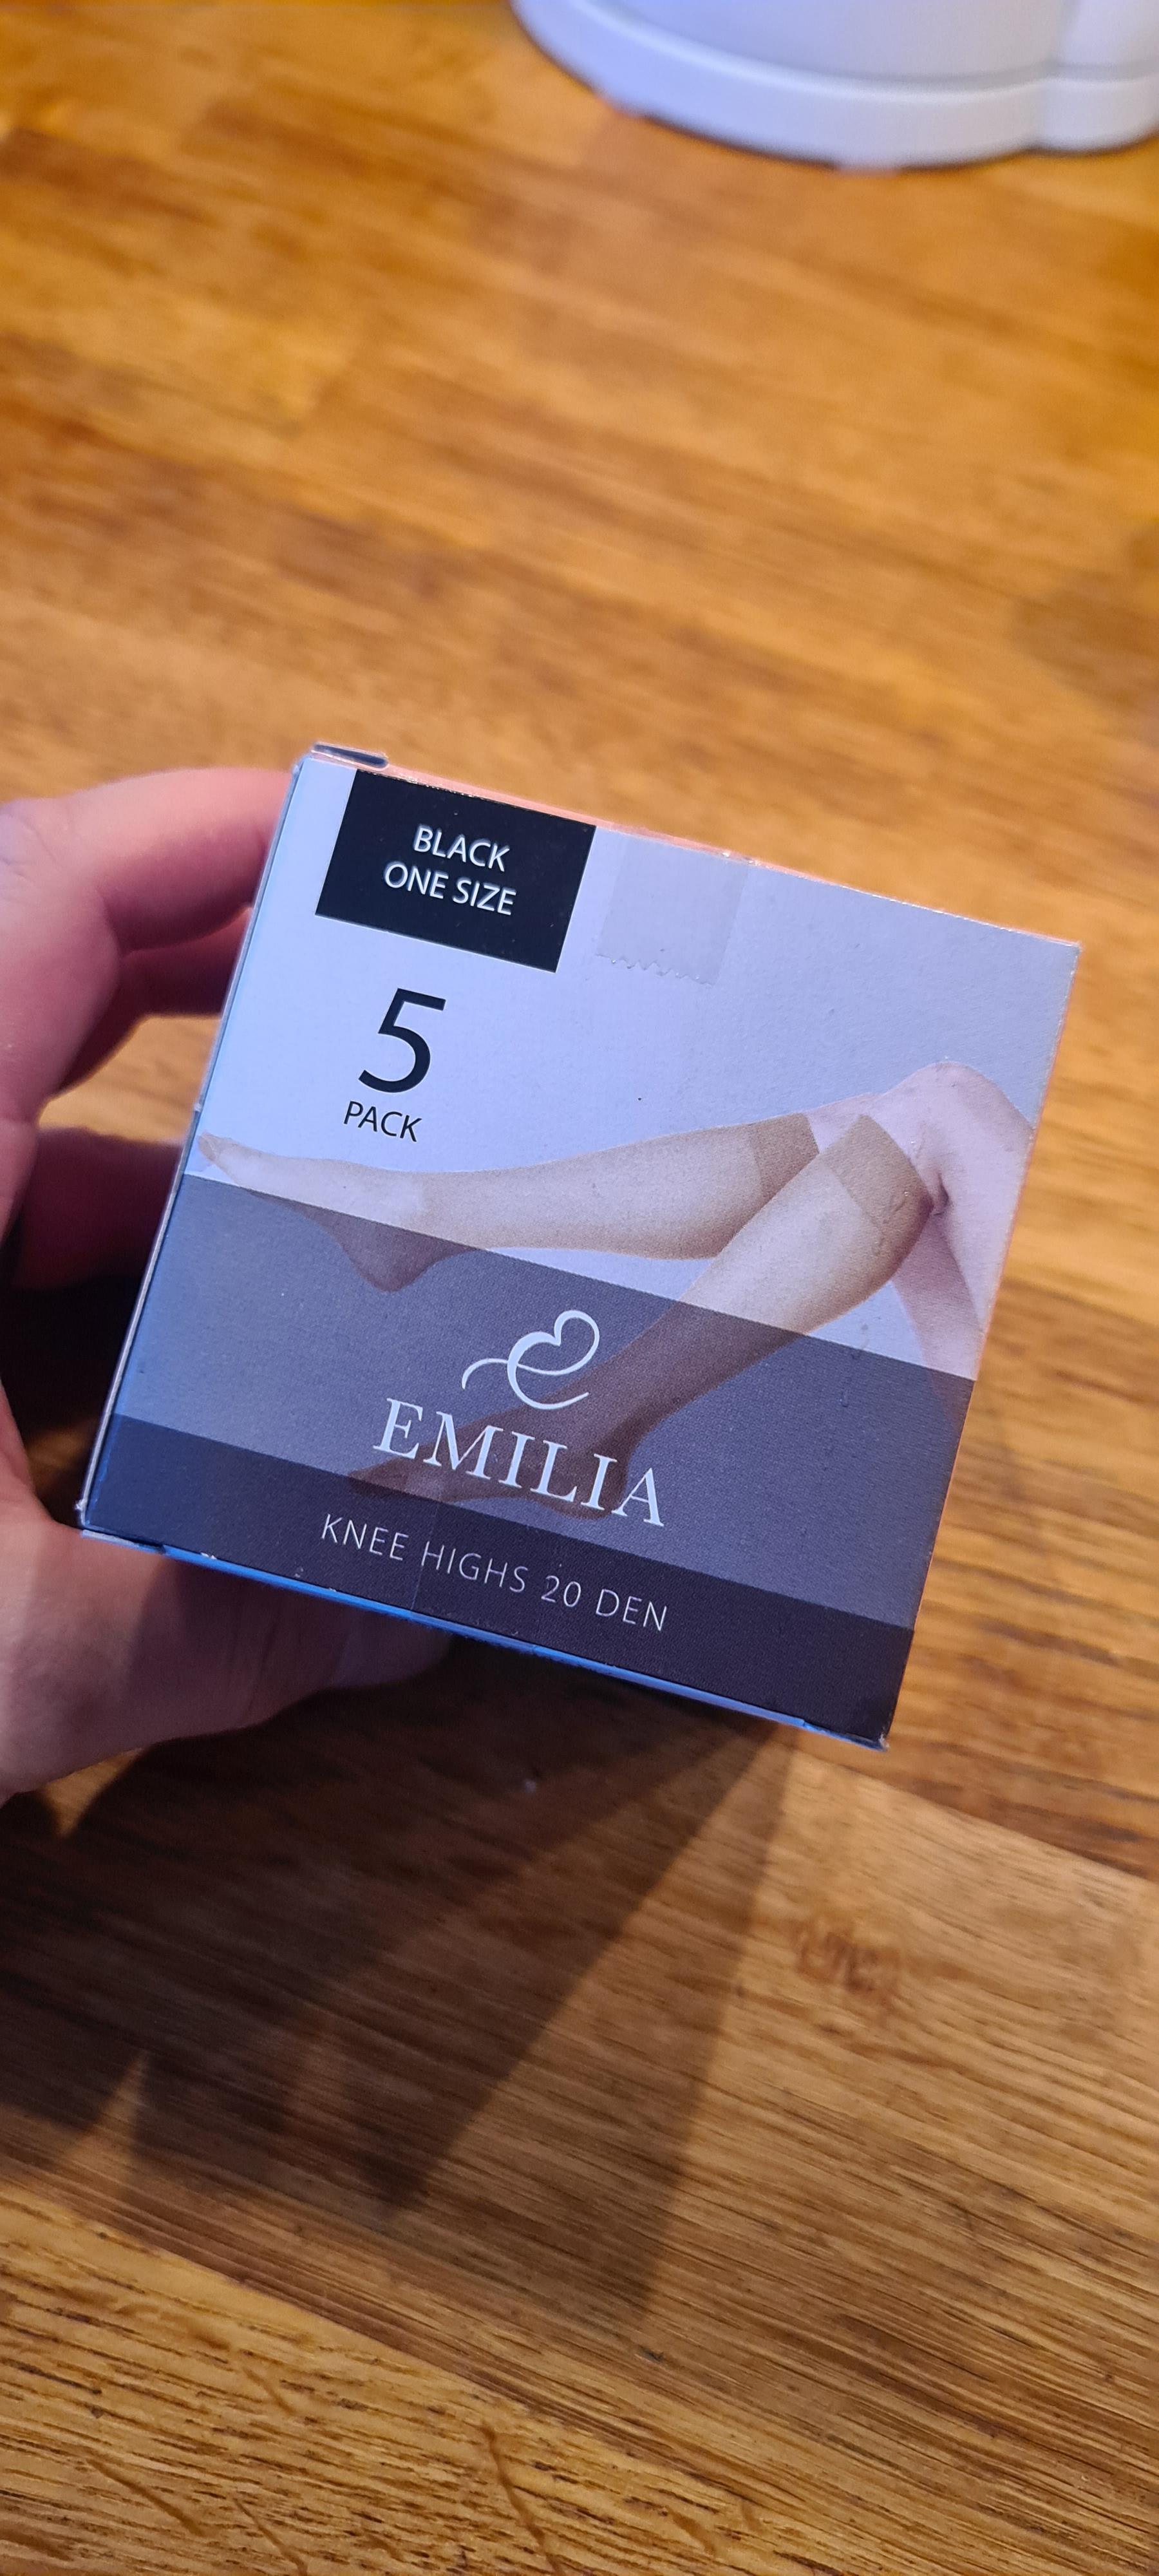 BLACK
ONE SIZE
5
PACK
EMILIA
KNEE HIGHS 20 DEN